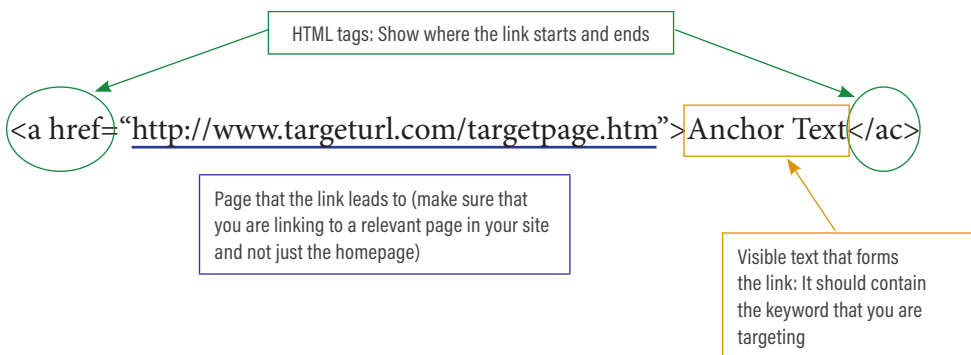 HTML tags: Show where the link starts and ends
<a href=“http://www.targeturl.com/targetpage.htm”>Anchor Text</ac>
Page that the link leads to (make sure that
you are linking to a relevant page in your site
and not just the homepage)
Visible text that forms
the link: It should contain
the keyword that you are
targeting